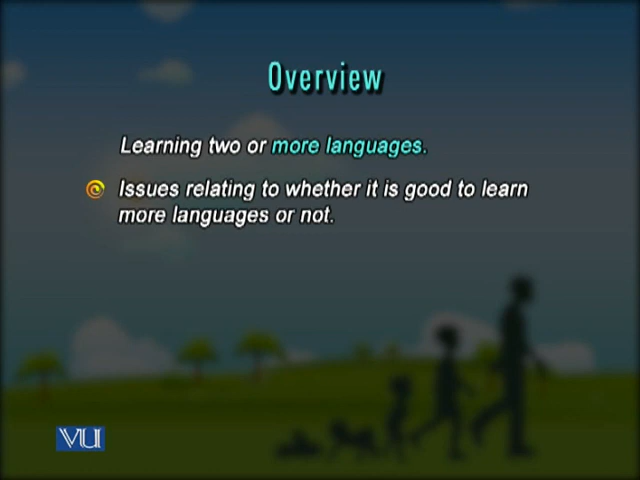 Overview
Learning two or more languages.
Issues relating to whether it is good to learn
more languages or not.
VU